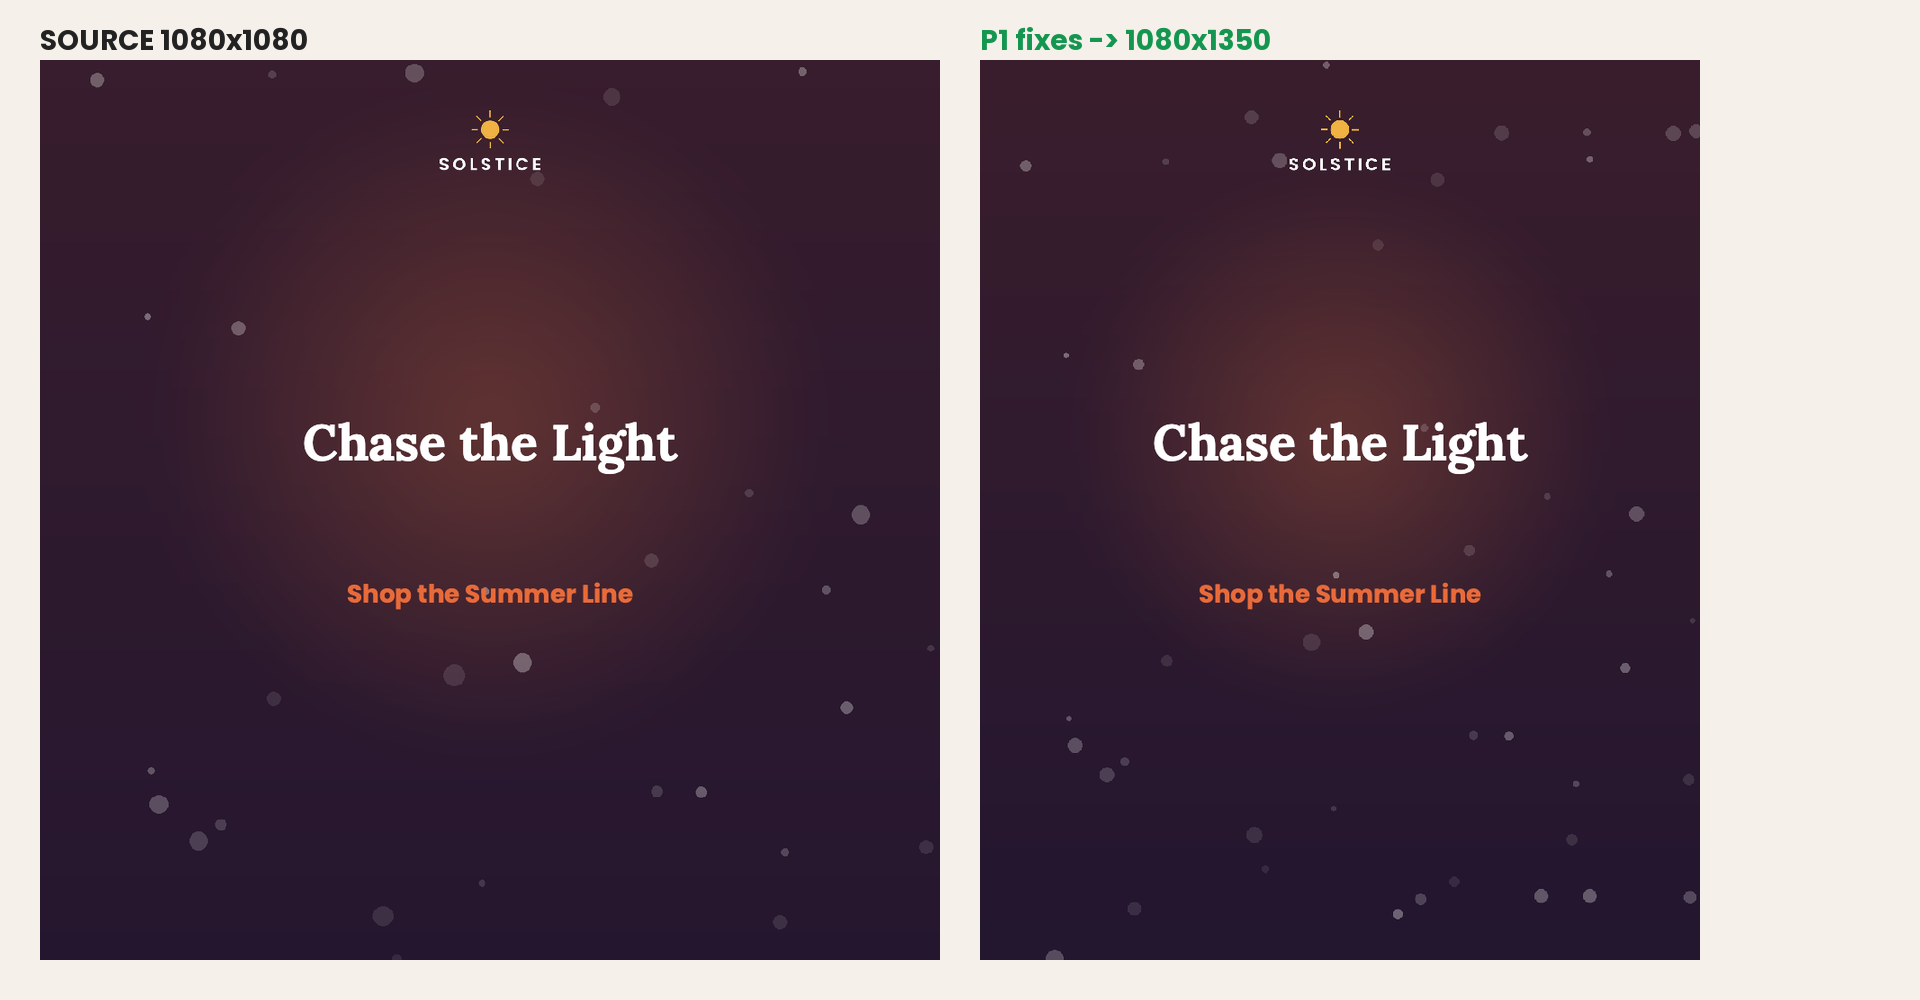 SOURCE 1080x1080
SOLSTICE
Chase the Light
Shop the Summer Line
P1 fixes -> 1080x1350
SOLSTICE
Chase the Light
Shop the Summer Line